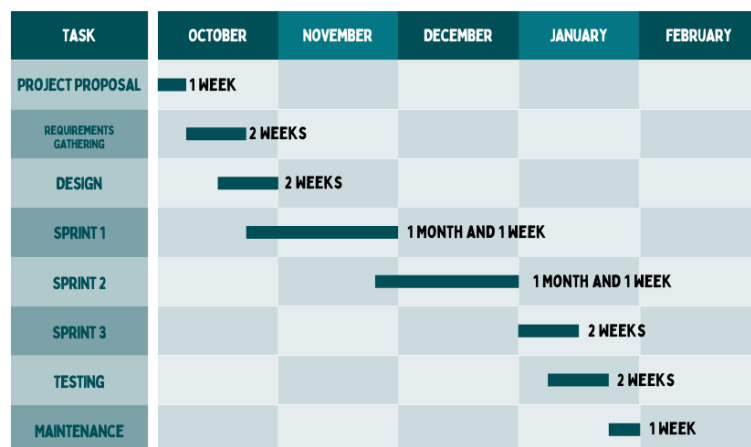 TASK OCTOBER NOVEMBER DECEMBER JANUARY FEBRUARY
PROJECT PROPOSAL 1 WEEK
REQUIREMENTS
GATHERING 2 WEEKS
DESIGN 2 WEEKS
SPRINT 1 1 MONTH AND 1 WEEK
SPRINT 2 1 MONTH AND 1 WEEK
SPRINT 3 2 WEEKS
TESTING 2 WEEKS
MAINTENANCE 1 WEEK